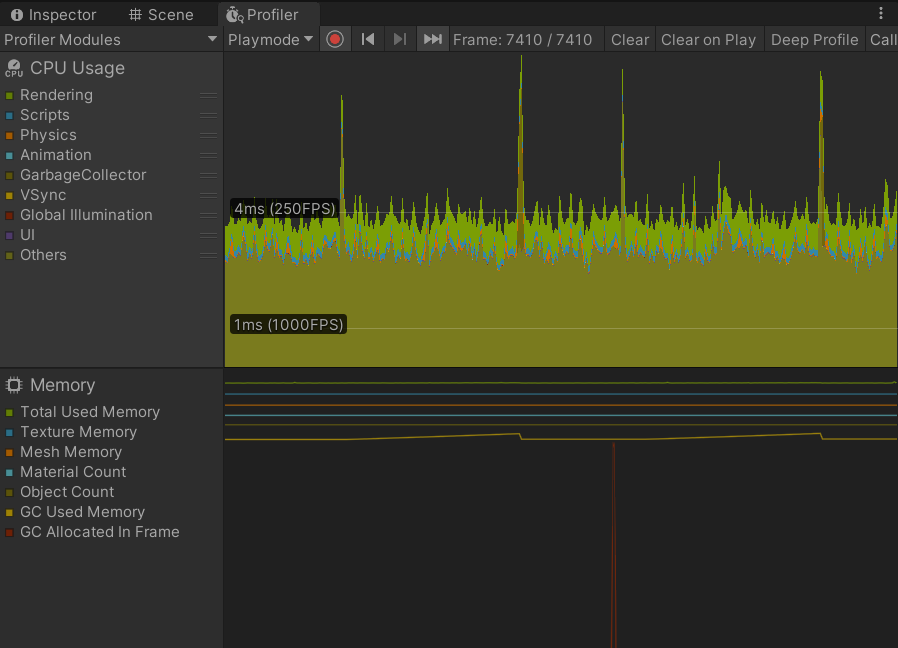 Inspector Scene Profiler
Profiler Modules Playmode Frame: 7410 / 7410 Clear Clear on Play Deep Profile Call
CPU CPU Usage
Rendering
Scripts
Physics
Animation
GarbageCollector
VSync
Global Illumination
UI
Others
4ms (250FPS)
1ms (1000FPS)
Memory
Total Used Memory
Texture Memory
Mesh Memory
Material Count
Object Count
GC Used Memory
GC Allocated In Frame